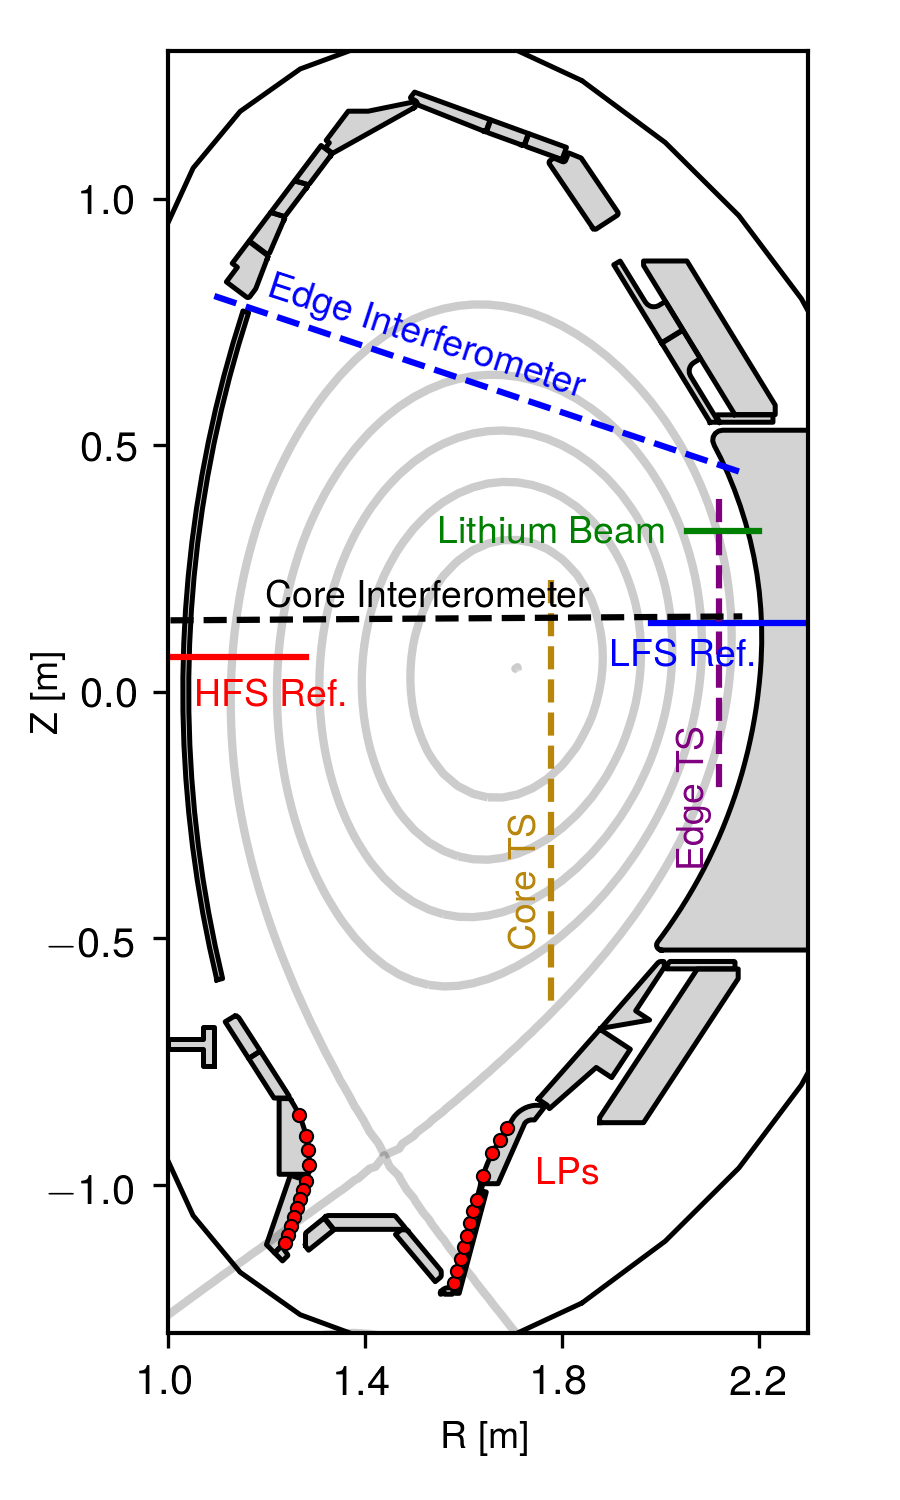 1.0
Edge Interferometer
0.5
Lithium Beam
Core Interferometer
LFS Ref.
HFS Ref.
0.0
Z [m]
Edge TS
Core TS
−0.5
LPs
−1.0
1.0 1.4 1.8 2.2
R [m]